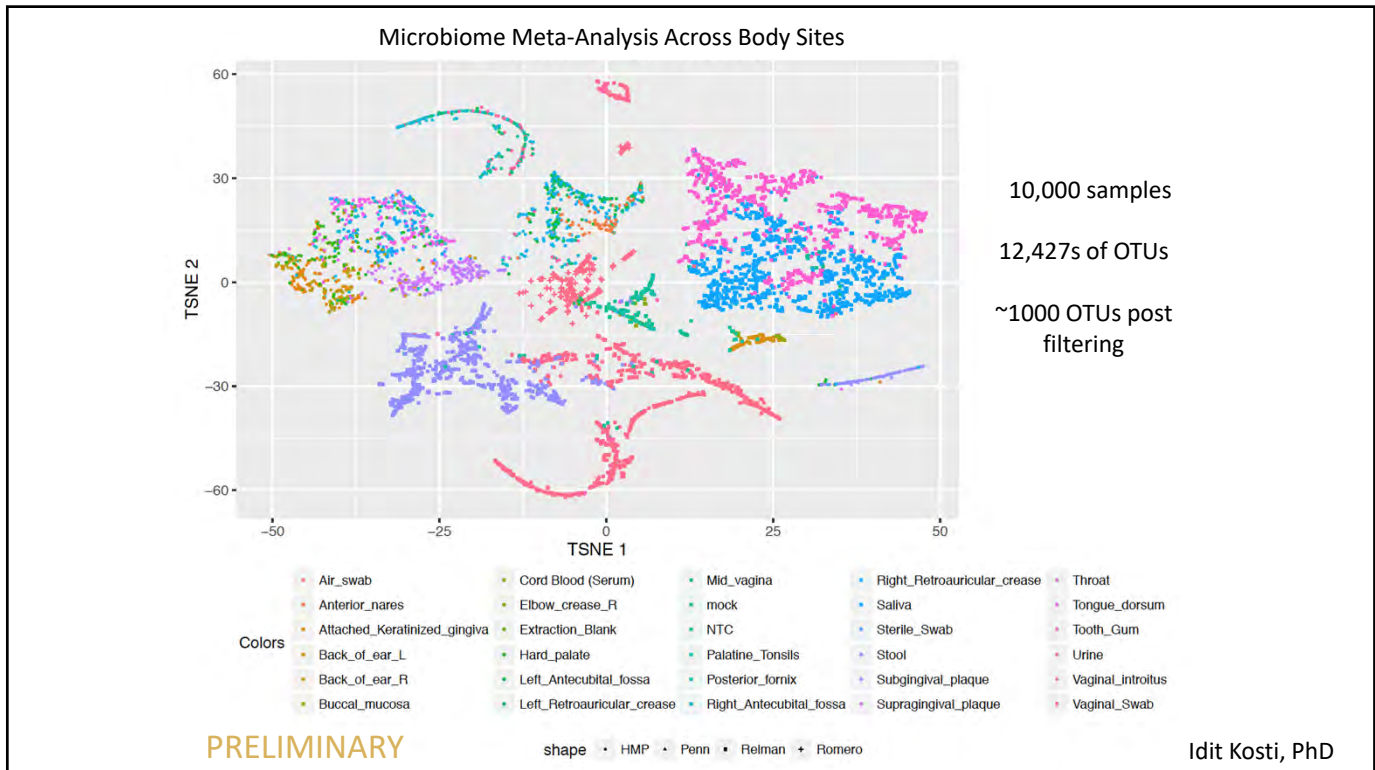 Microbiome Meta-Analysis Across Body Sites
60
30
0
−30
−60
TSNE 2
−50
−25
0
25
50
TSNE 1
10,000 samples
12,427s of OTUs
~1000 OTUs post
filtering
Colors
Air_swab
Anterior_nares
Attached_Keratinized_gingiva
Back_of_ear_L
Back_of_ear_R
Buccal_mucosa
Cord Blood (Serum)
Elbow_crease_R
Extraction_Blank
Hard_palate
Left_Antecubital_fossa
Left_Retroauricular_crease
Mid_vagina
mock
NTC
Palatine_Tonsils
Posterior_fornix
Right_Antecubital_fossa
Right_Retroauricular_crease
Saliva
Sterile_Swab
Stool
Subgingival_plaque
Supragingival_plaque
Throat
Tongue_dorsum
Tooth_Gum
Urine
Vaginal_introitus
Vaginal_Swab
PRELIMINARY
shape HMP Penn Relman Romero
Idit Kosti, PhD